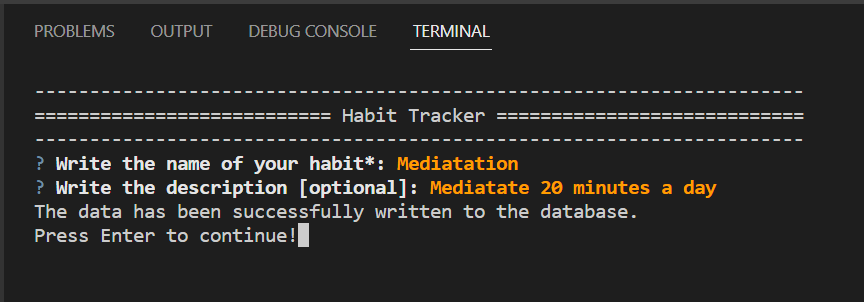 PROBLEMS OUTPUT DEBUG CONSOLE TERMINAL
----------------------------------------------------------------------
=========================== Habit Tracker ============================
----------------------------------------------------------------------
? Write the name of your habit*: Mediatation
? Write the description [optional]: Mediatate 20 minutes a day
The data has been successfully written to the database.
Press Enter to continue!